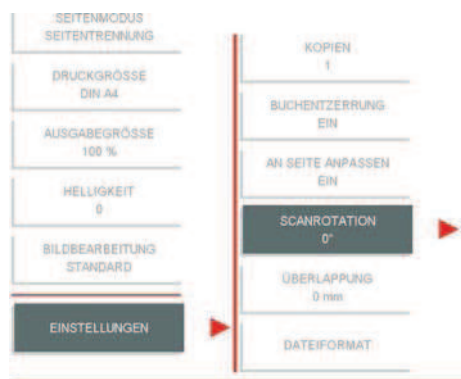 SEITENMODUS
SEITENTRENNUNG
DRUCKGRÖSSE
DIN A4
AUSGABEGRÖSSE
100 %
HELLIGKEIT
0
BILDBEARBEITUNG
STANDARD
EINSTELLUNGEN
KOPIEN
1
BUCHENTZERRUNG
EIN
AN SEITE ANPASSEN
EIN
SCANROTATION
0°
ÜBERLAPPUNG
0 mm
DATEIFORMAT